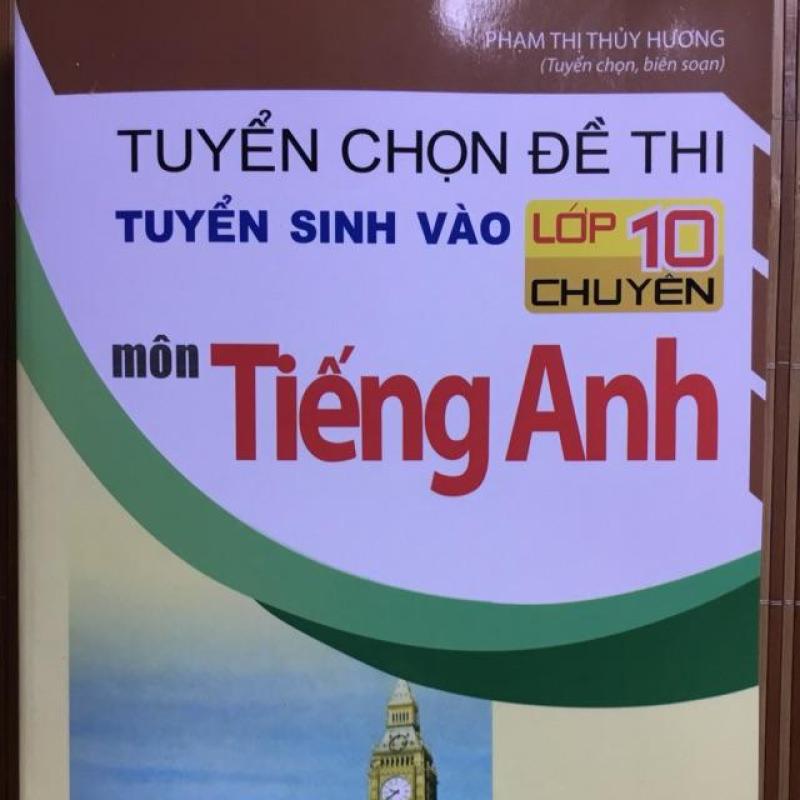 PHẠM THỊ THỦY HƯƠNG
(Tuyển chọn, biên soạn)
TUYỂN CHỌN ĐỀ THI
TUYỂN SINH VÀO LỚP 10
CHUYÊN
môn Tiếng Anh